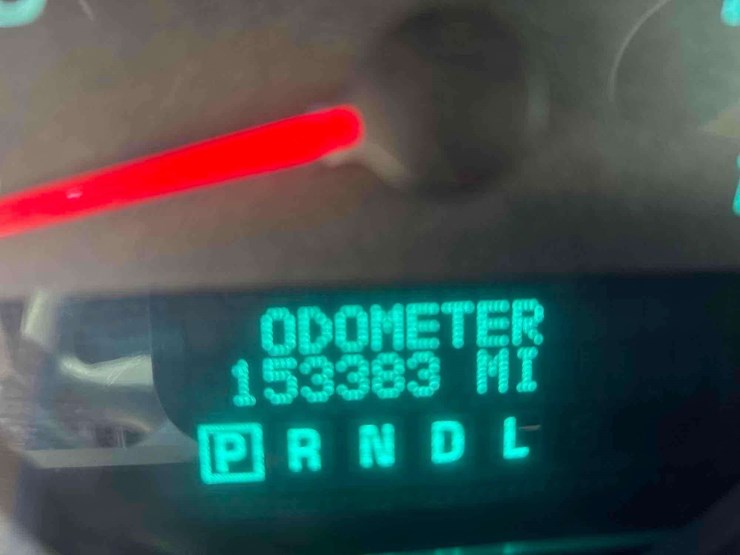 ODOMETER
153383 MI
P R N D L